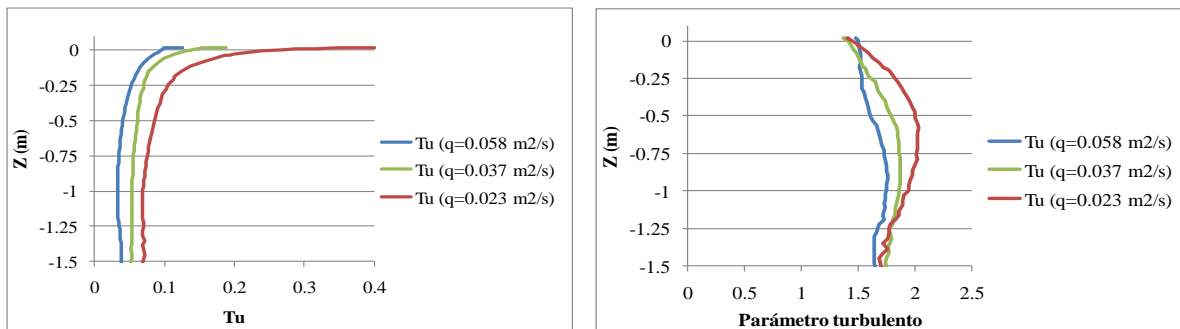 0
-0.25
-0.5
-0.75
-1
-1.25
-1.5
Z (m)
0 0.1 0.2 0.3 0.4
Tu
Tu (q=0.058 m2/s)
Tu (q=0.037 m2/s)
Tu (q=0.023 m2/s)
0
-0.25
-0.5
-0.75
-1
-1.25
-1.5
Z (m)
0 0.5 1 1.5 2 2.5
Parámetro turbulento
Tu (q=0.058 m2/s)
Tu (q=0.037 m2/s)
Tu (q=0.023 m2/s)